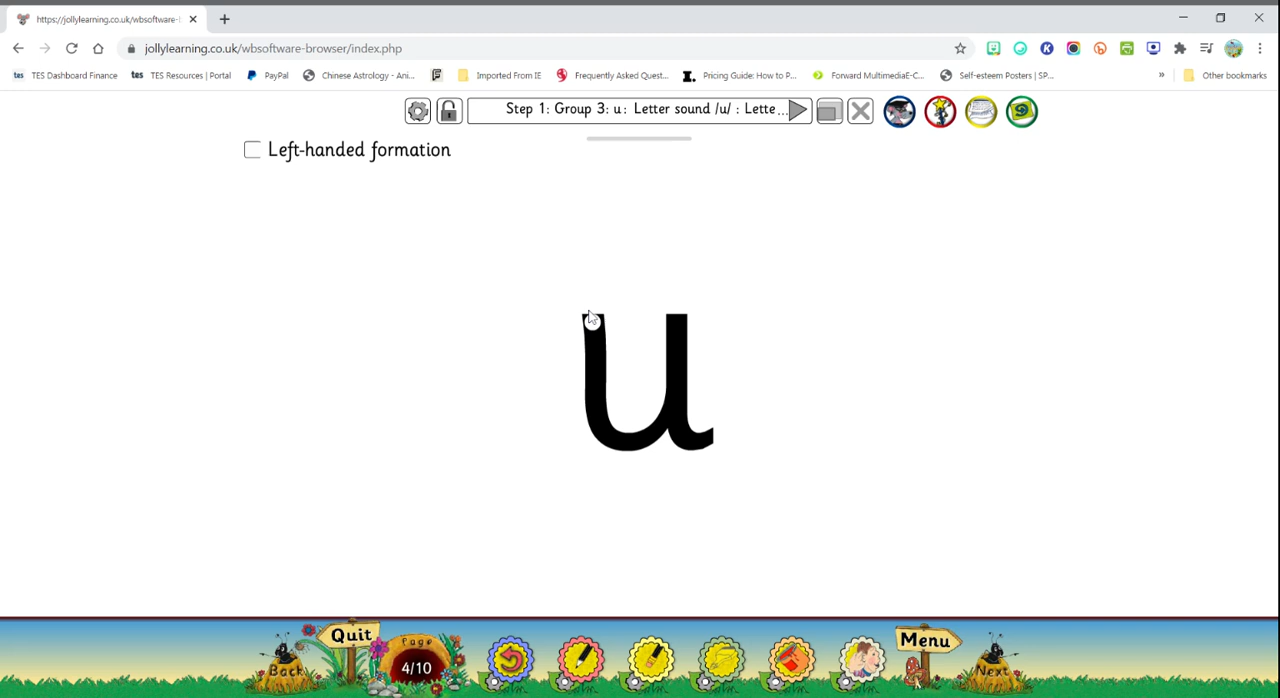 https://jollylearning.co.uk/wbsoftware-
jollylearning.co.uk/wbsoftware-browser/index.php
tes TES Dashboard Finance tes TES Resources | Portal PayPal Chinese Astrology - Ani... Imported From IE Frequently Asked Quest... Pricing Guide: How to P... Forward MultimediaE-C... Self-esteem Posters | SP... » Other bookmarks
Step 1: Group 3: u: Letter sound /u/ : Lette...
Left-handed formation
u
Quit
Page
4/10
Back
Menu
Next